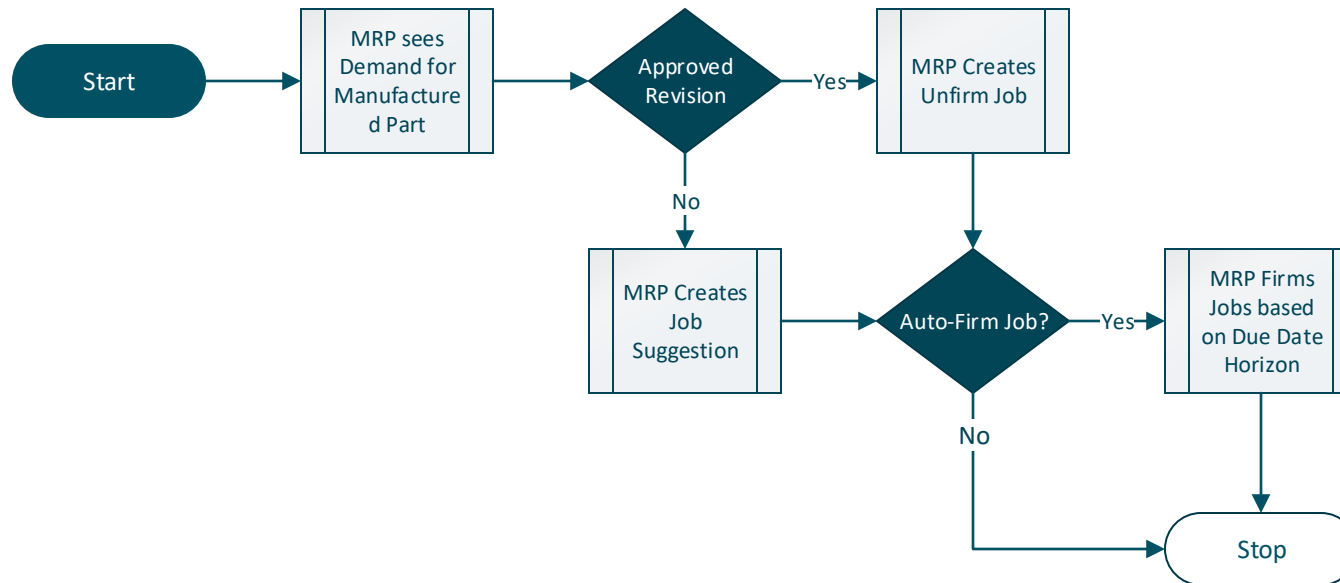 Start
MRP sees
Demand for
Manufacture
d Part
Approved
Revision
Yes
MRP Creates
Unfirm Job
No
MRP Creates
Job
Suggestion
Auto-Firm Job?
Yes
MRP Firms
Jobs based
on Due Date
Horizon
No
Stop